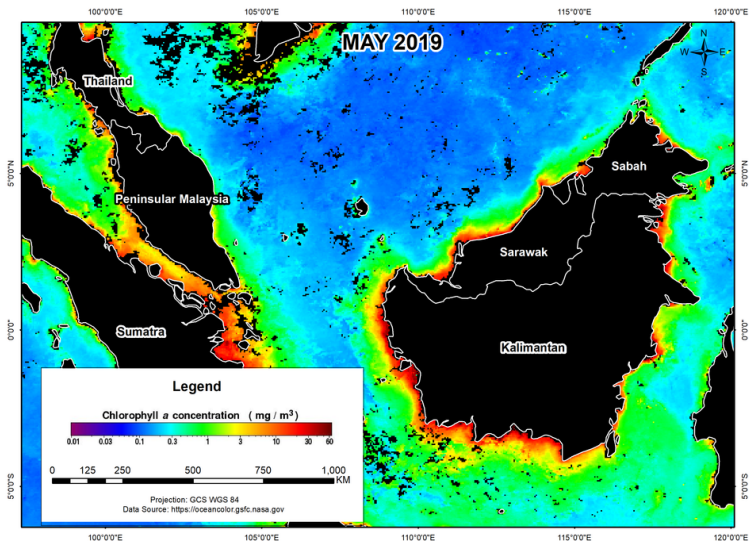 100°0'0"E 105°0'0"E 110°0'0"E 115°0'0"E 120°0'0"E
MAY 2019
N
W E
S
Thailand
Sabah
5°0'0"N 5°0'0"N
Peninsular Malaysia
Sarawak
0°0'0" 0°0'0"
Sumatra
Kalimantan
Legend
Chlorophyll a concentration ( mg / m³)
0.01 0.03 0.1 0.3 1 3 10 30 60
0 125 250 500 750 1,000
KM
5°0'0"S 5°0'0"S
Projection: GCS WGS 84
Data Source: https://oceancolor.gsfc.nasa.gov
100°0'0"E 105°0'0"E 110°0'0"E 115°0'0"E 120°0'0"E